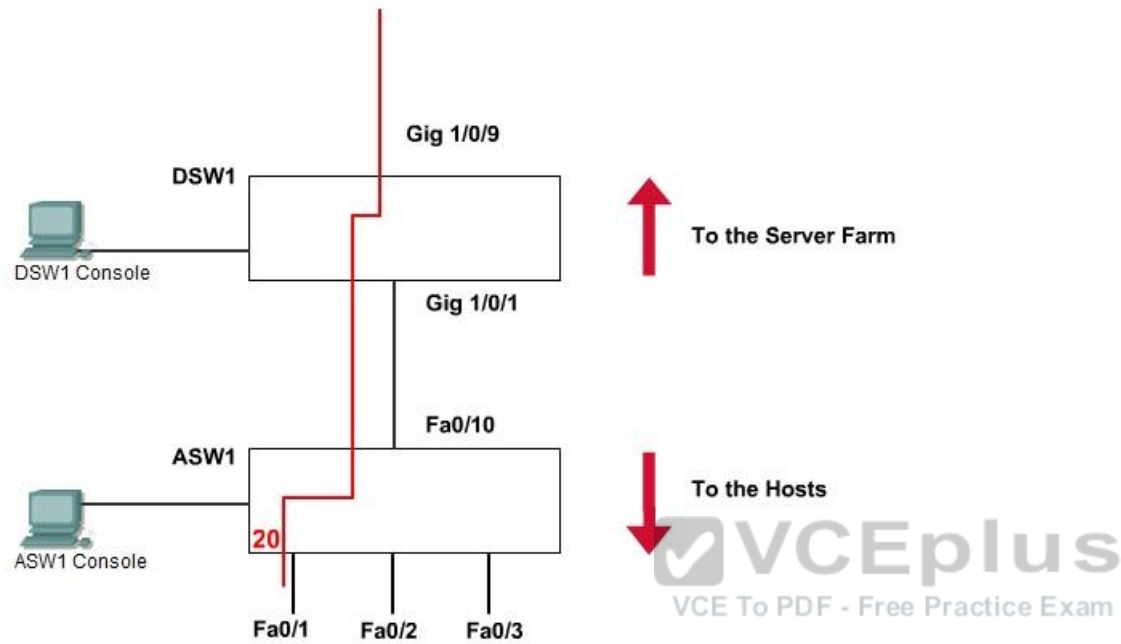 Gig 1/0/9
DSW1
To the Server Farm
DSW1 Console
Gig 1/0/1
Fa0/10
ASW1
To the Hosts
20
ASW1 Console
VCEplus
VCE To PDF - Free Practice Exam
Fa0/1 Fa0/2 Fa0/3